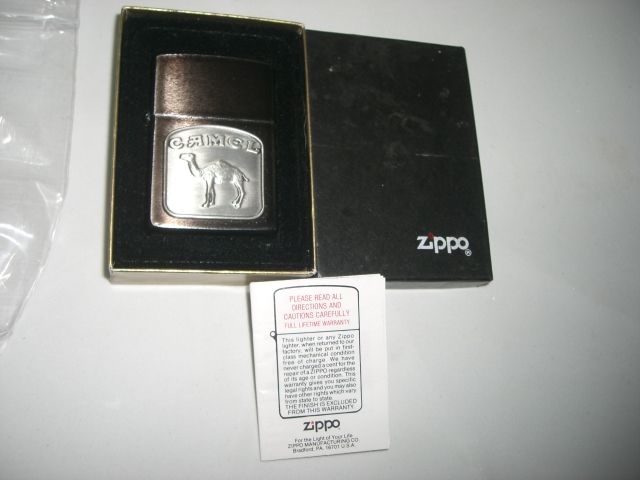 CAMEL
zippo®
PLEASE READ ALL
DIRECTIONS AND
CAUTIONS CAREFULLY
FULL LIFETIME WARRANTY
This lighter or any Zippo
lighter, when returned to our
factory, will be put in first-
class mechanical condition
free of charge. We have
never charged a cent for the
repair of a ZIPPO regardless
of its age or condition. This
warranty gives you specific
legal rights and you may also
have other rights which vary
from state to state.
THE FINISH IS EXCLUDED
FROM THIS WARRANTY.
zippo
For the Light of Your Life
ZIPPO MANUFACTURING CO.
Bradford, PA. 16701 U.S.A.